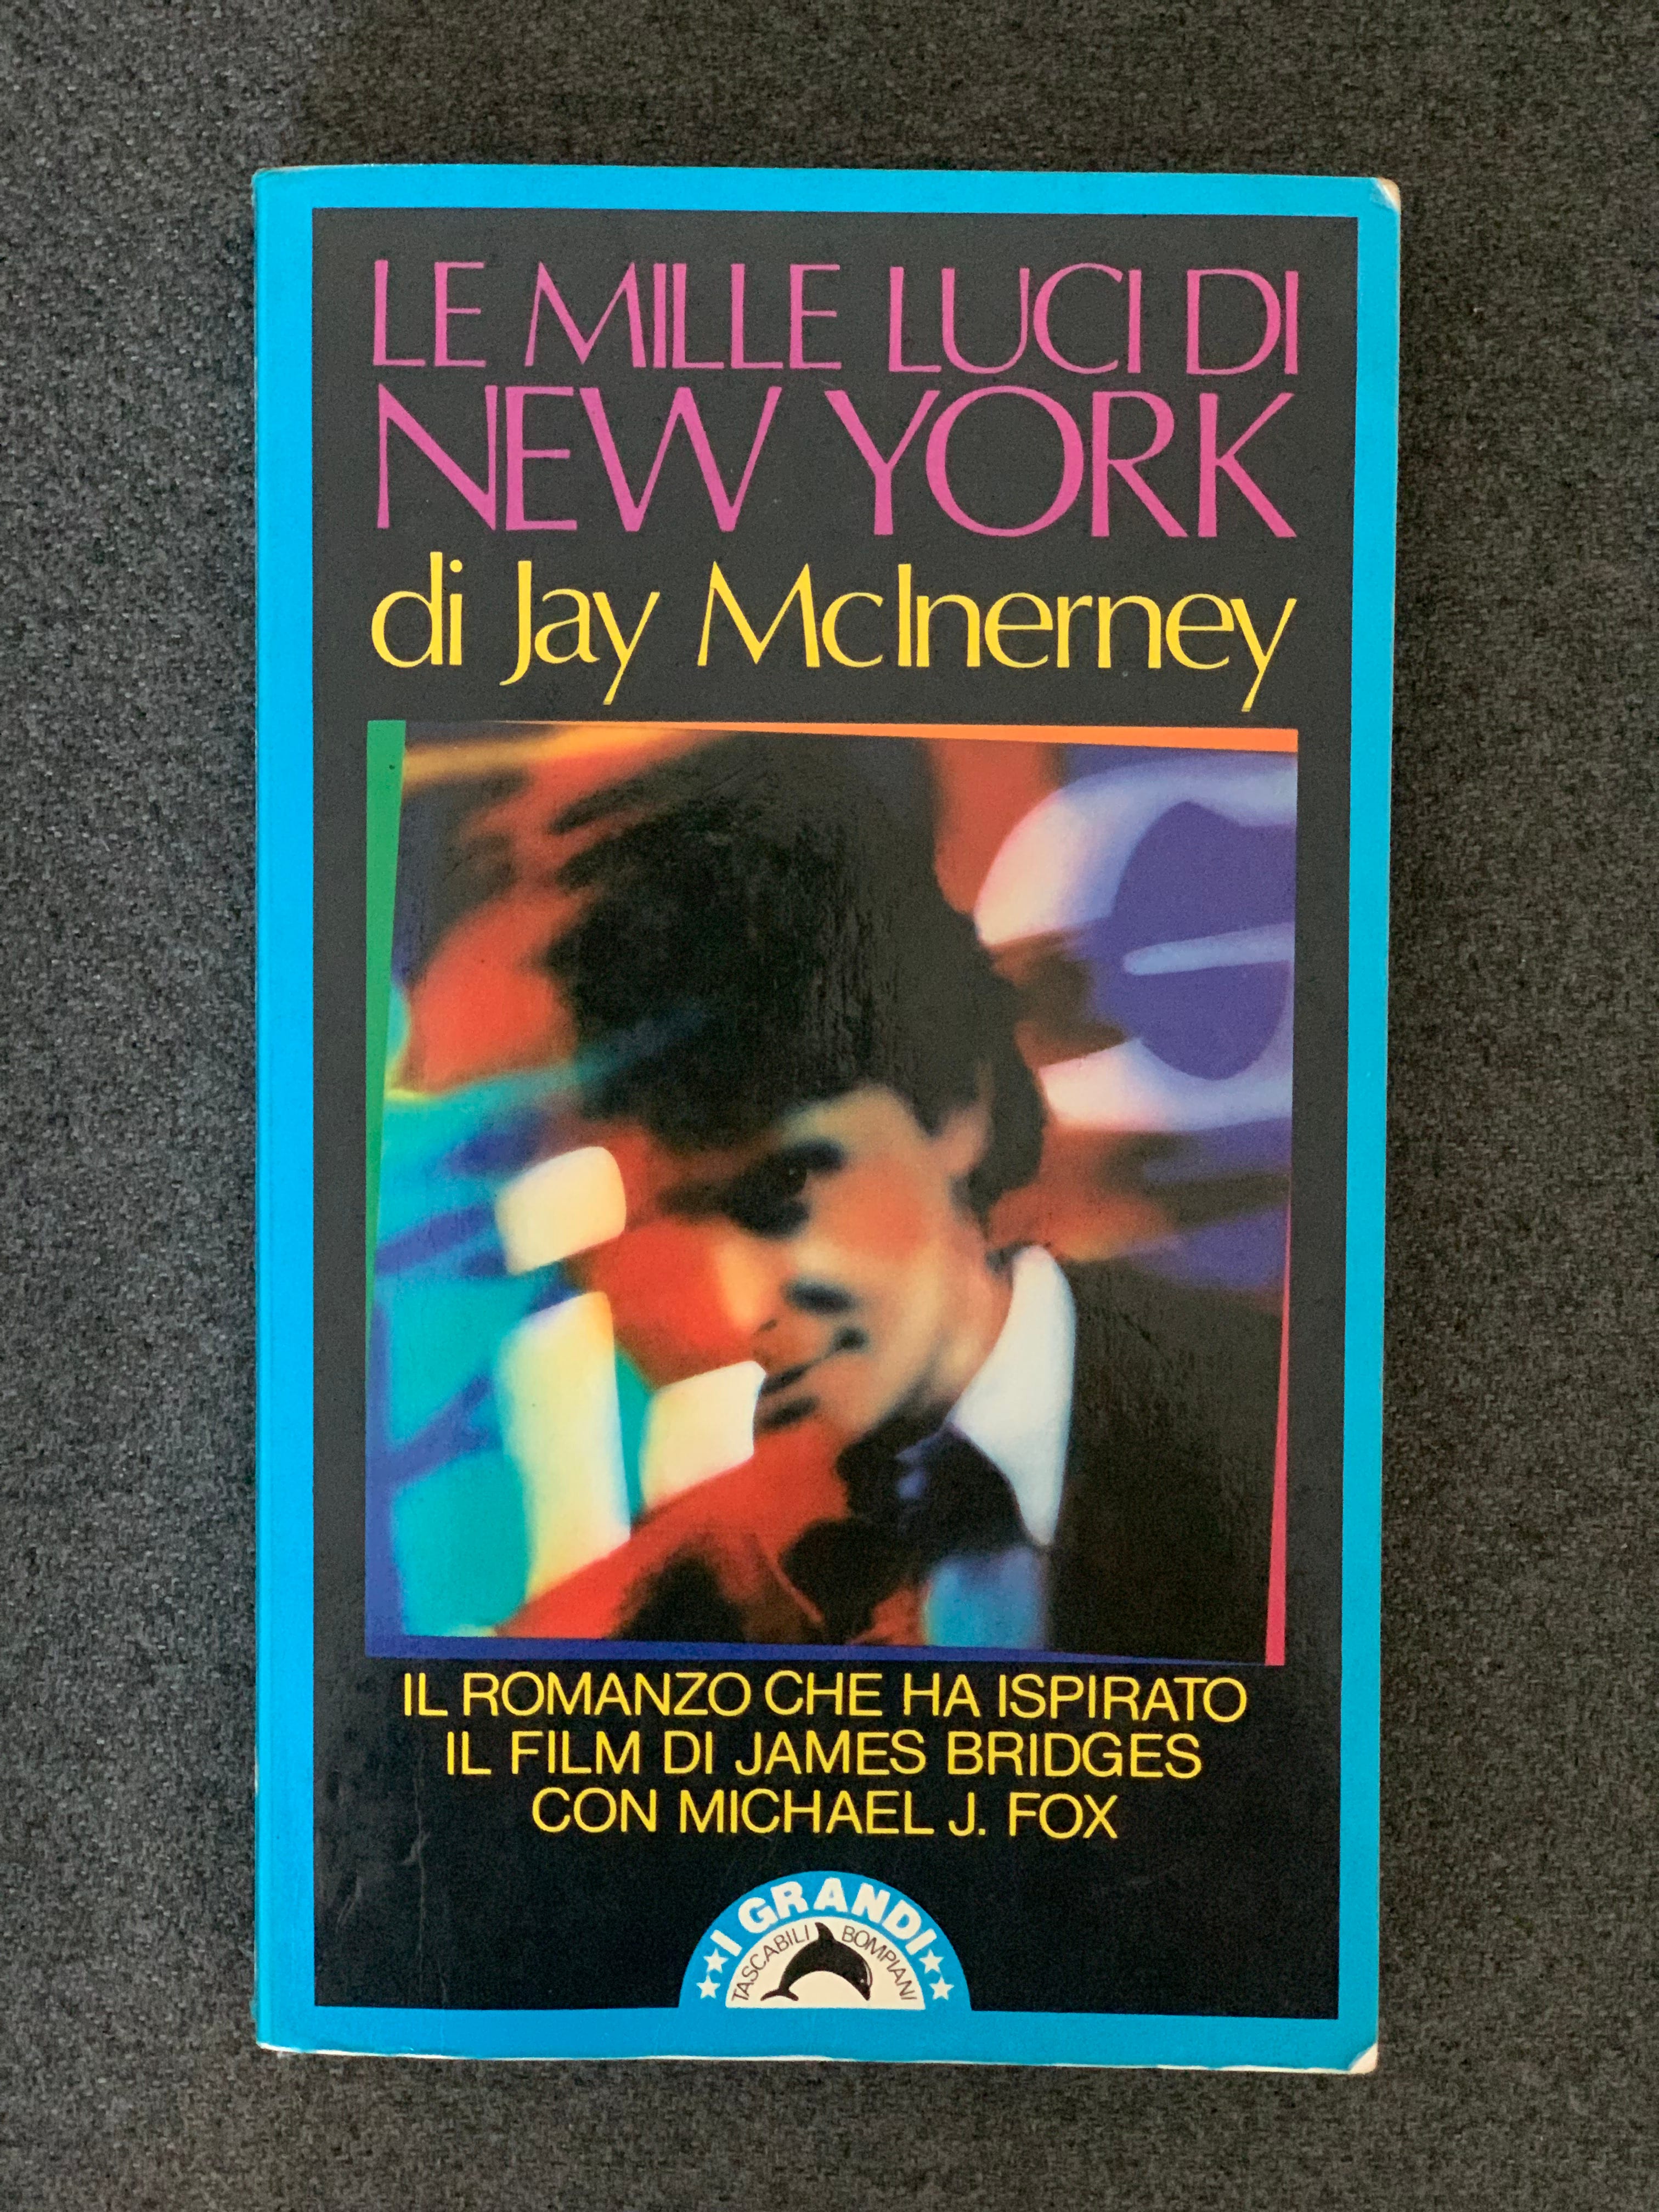 LE MILLE LUCI DI
NEW YORK
di Jay McInerney
IL ROMANZO CHE HA ISPIRATO
IL FILM DI JAMES BRIDGES
CON MICHAEL J. FOX
I GRANDI
TASCABILI BOMPIANI